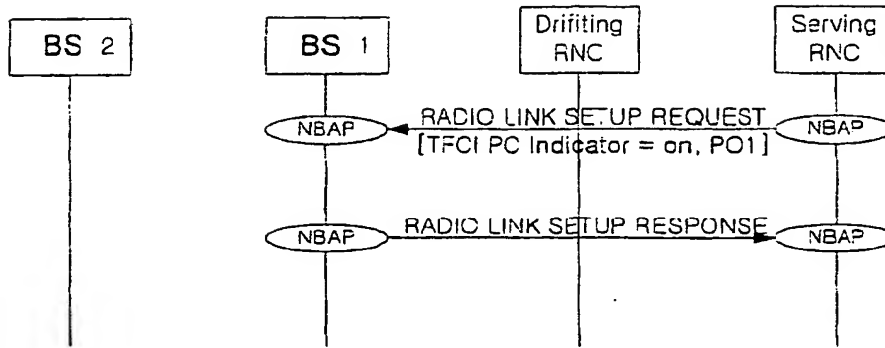 BS 2
BS 1
Drifiting
RNC
Serving
RNC
RADIO LINK SETUP REQUEST
NBAP
NBAP
[TFCI PC Indicator = on, PO1]
RADIO LINK SETUP RESPONSE
NBAP
NBAP